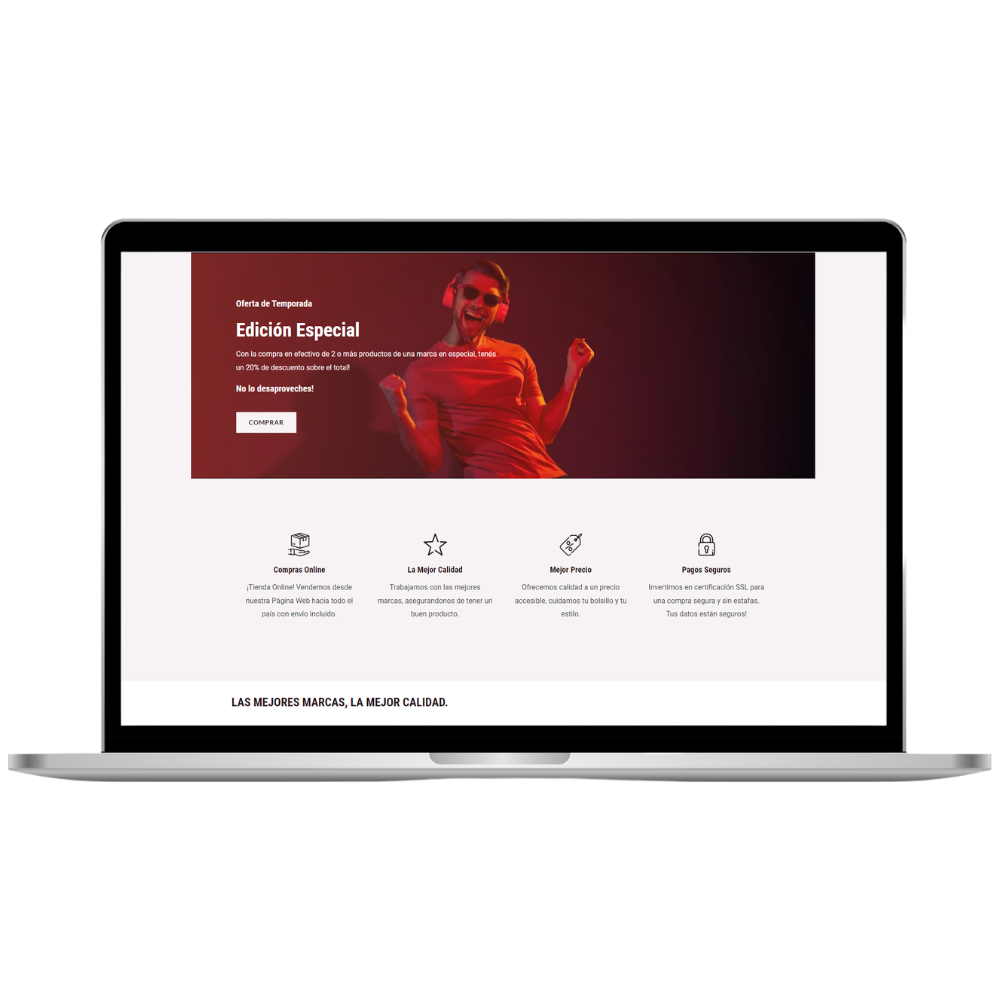 Oferta de Temporada
Edición Especial
Con la compra en efectivo de 2 o más productos de una marca en especial, tenés
un 20% de descuento sobre el total!
No lo desaproveches!
COMPRAR
Compras Online
¡Tienda Online! Vendemos desde
nuestra Página Web hacia todo el
país con envío incluido.
La Mejor Calidad
Trabajamos con las mejores
marcas, asegurandonos de tener un
buen producto.
Mejor Precio
Ofrecemos calidad a un precio
accesible, cuidamos tu bolsillo y tu
estilo.
Pagos Seguros
Invertimos en certificación SSL para
una compra segura y sin estafas.
Tus datos están seguros!
LAS MEJORES MARCAS, LA MEJOR CALIDAD.